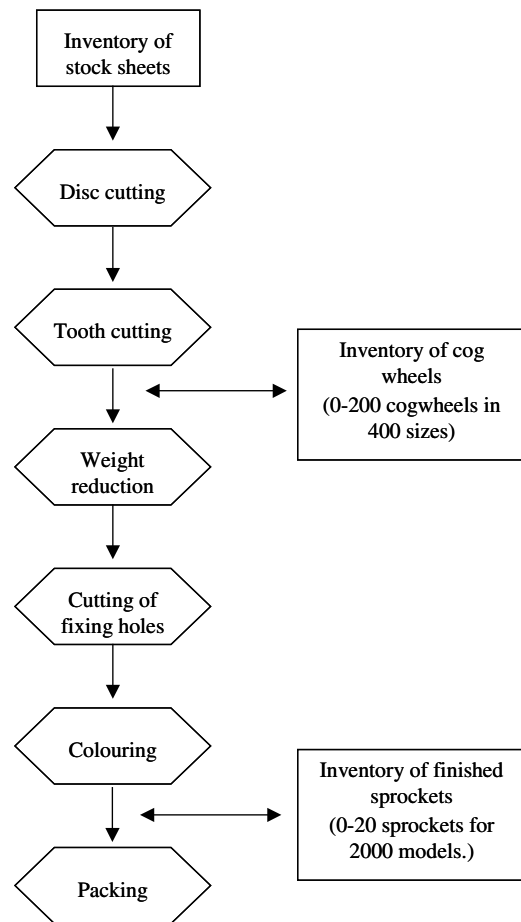 Inventory of
stock sheets
Disc cutting
Tooth cutting
Inventory of cog
wheels
(0-200 cogwheels in
400 sizes)
Weight
reduction
Cutting of
fixing holes
Colouring
Inventory of finished
sprockets
(0-20 sprockets for
2000 models.)
Packing